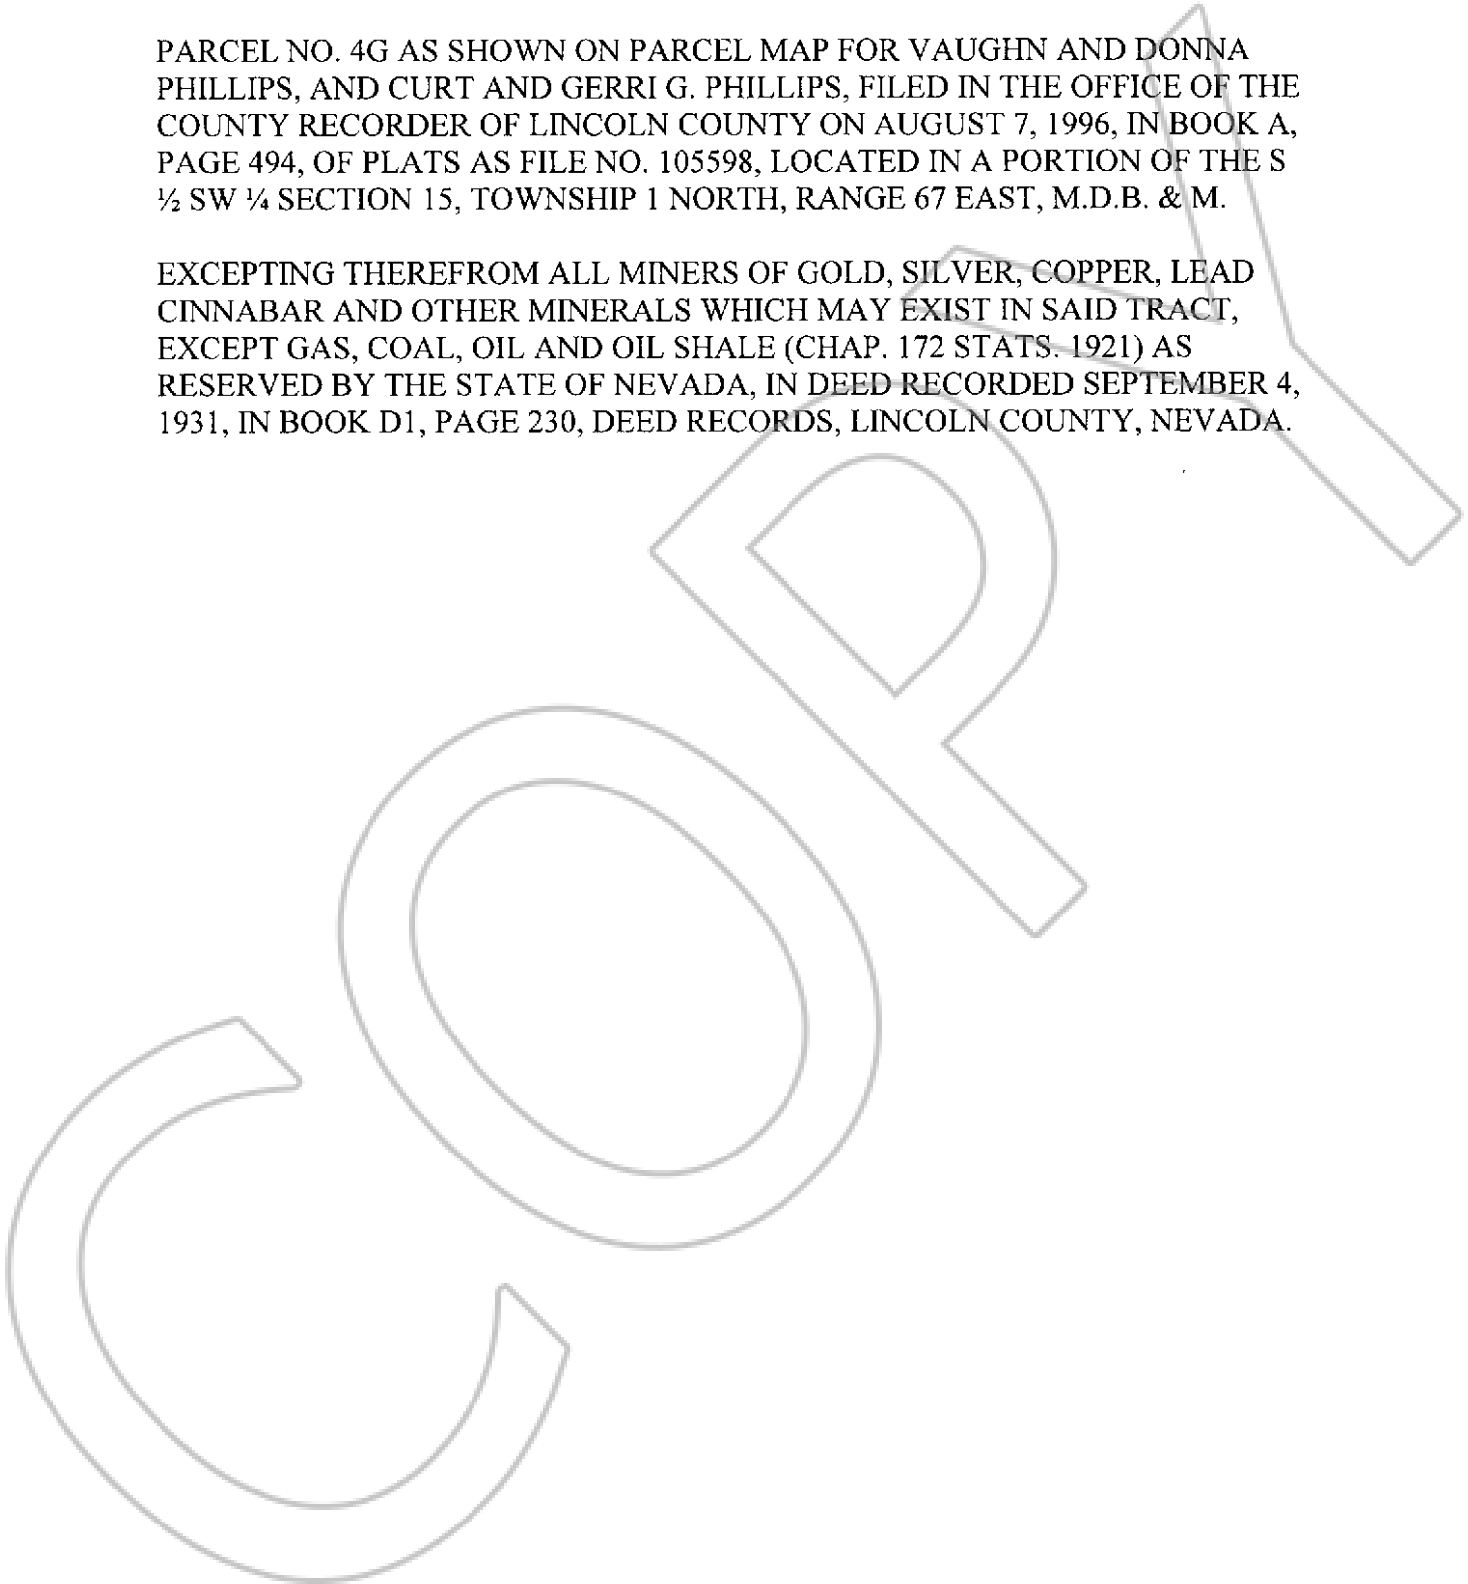 PARCEL NO. 4G AS SHOWN ON PARCEL MAP FOR VAUGHN AND DONNA
PHILLIPS, AND CURT AND GERRI G. PHILLIPS, FILED IN THE OFFICE OF THE
COUNTY RECORDER OF LINCOLN COUNTY ON AUGUST 7, 1996, IN BOOK A,
PAGE 494, OF PLATS AS FILE NO. 105598, LOCATED IN A PORTION OF THE S
½ SW ¼ SECTION 15, TOWNSHIP 1 NORTH, RANGE 67 EAST, M.D.B. & M.
EXCEPTING THEREFROM ALL MINERS OF GOLD, SILVER, COPPER, LEAD
CINNABAR AND OTHER MINERALS WHICH MAY EXIST IN SAID TRACT,
EXCEPT GAS, COAL, OIL AND OIL SHALE (CHAP. 172 STATS. 1921) AS
RESERVED BY THE STATE OF NEVADA, IN DEED RECORDED SEPTEMBER 4,
1931, IN BOOK D1, PAGE 230, DEED RECORDS, LINCOLN COUNTY, NEVADA.
COPY